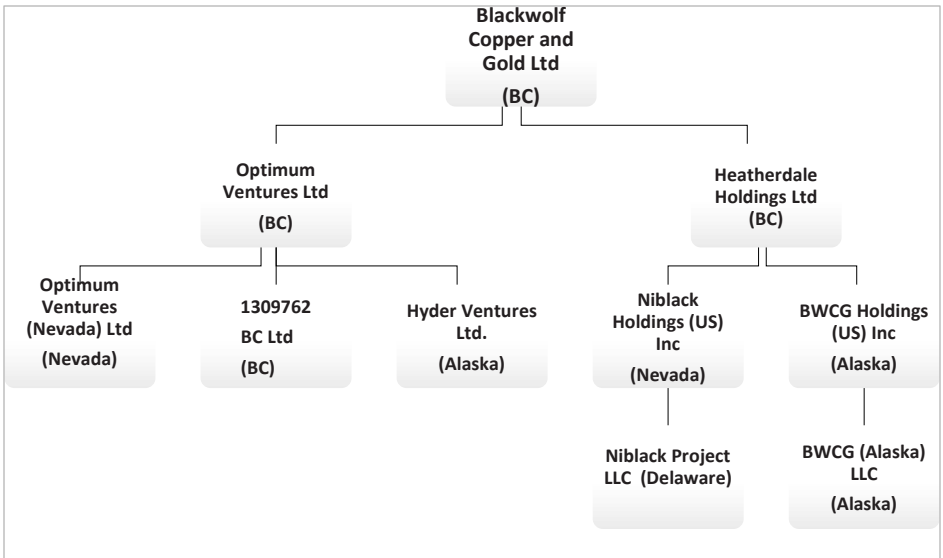 Blackwolf
Copper and
Gold Ltd
(BC)
Optimum
Ventures Ltd
(BC)
Heatherdale
Holdings Ltd
(BC)
Optimum
Ventures
(Nevada) Ltd
(Nevada)
1309762
BC Ltd
(BC)
Hyder Ventures
Ltd.
(Alaska)
Niblack
Holdings (US)
Inc
(Nevada)
BWCG Holdings
(US) Inc
(Alaska)
Niblack Project
LLC (Delaware)
BWCG (Alaska)
LLC
(Alaska)